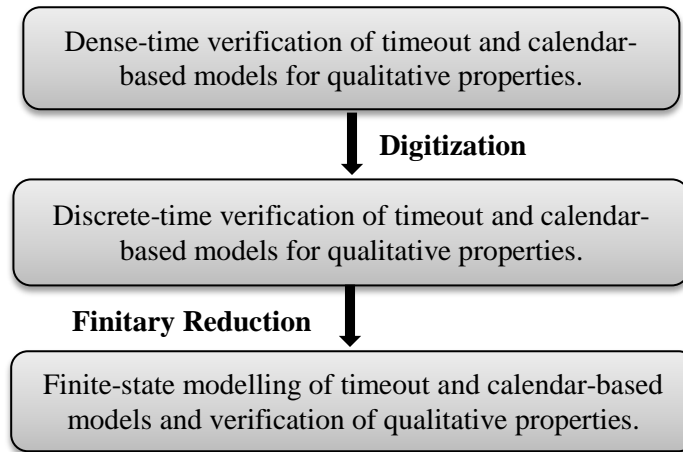 Dense-time verification of timeout and calendar-
based models for qualitative properties.
Digitization
Discrete-time verification of timeout and calendar-
based models for qualitative properties.
Finitary Reduction
Finite-state modelling of timeout and calendar-based
models and verification of qualitative properties.